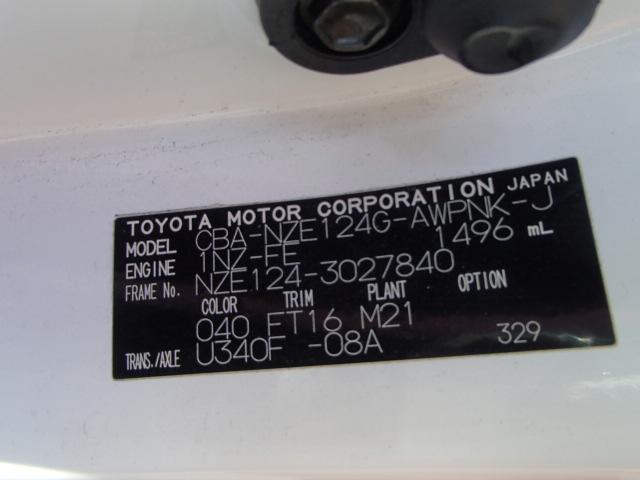 TOYOTA MOTOR CORPORATION JAPAN
MODEL CBA-NZE124G-AWPNK-J
ENGINE 1NZ-FE 1496 mL
FRAME No. NZE124-3027840
COLOR TRIM PLANT OPTION
040 FT16 M21
TRANS./AXLE U340F -08A 329